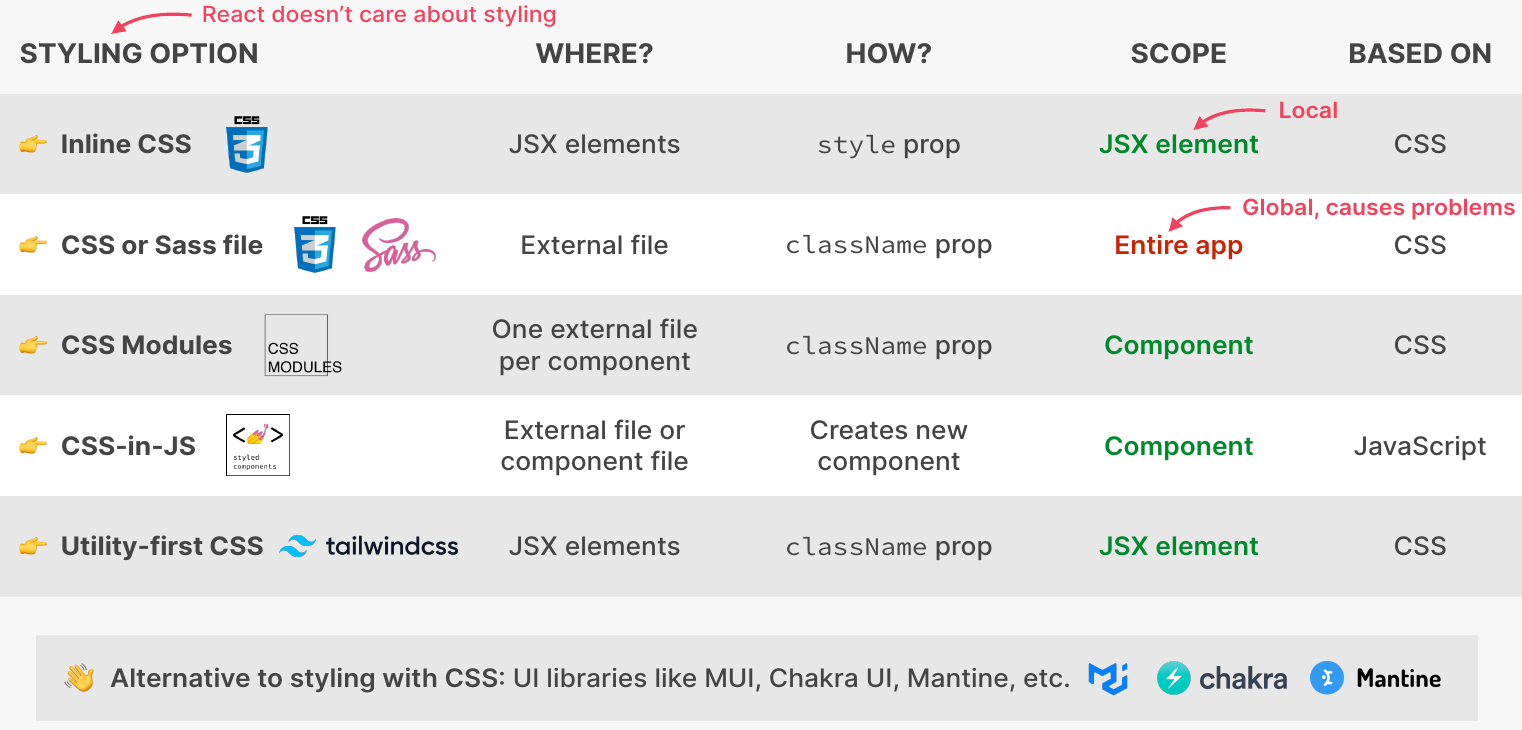 React doesn’t care about styling
STYLING OPTION WHERE? HOW? SCOPE BASED ON
Local
👉 Inline CSS CSS 3 JSX elements style prop JSX element CSS
Global, causes problems
👉 CSS or Sass file CSS 3 Sass External file className prop Entire app CSS
👉 CSS Modules CSS MODULES One external file per component className prop Component CSS
👉 CSS-in-JS < 💅 > styled components External file or component file Creates new component Component JavaScript
👉 Utility-first CSS tailwindcss JSX elements className prop JSX element CSS
👋 Alternative to styling with CSS: UI libraries like MUI, Chakra UI, Mantine, etc. chakra Mantine